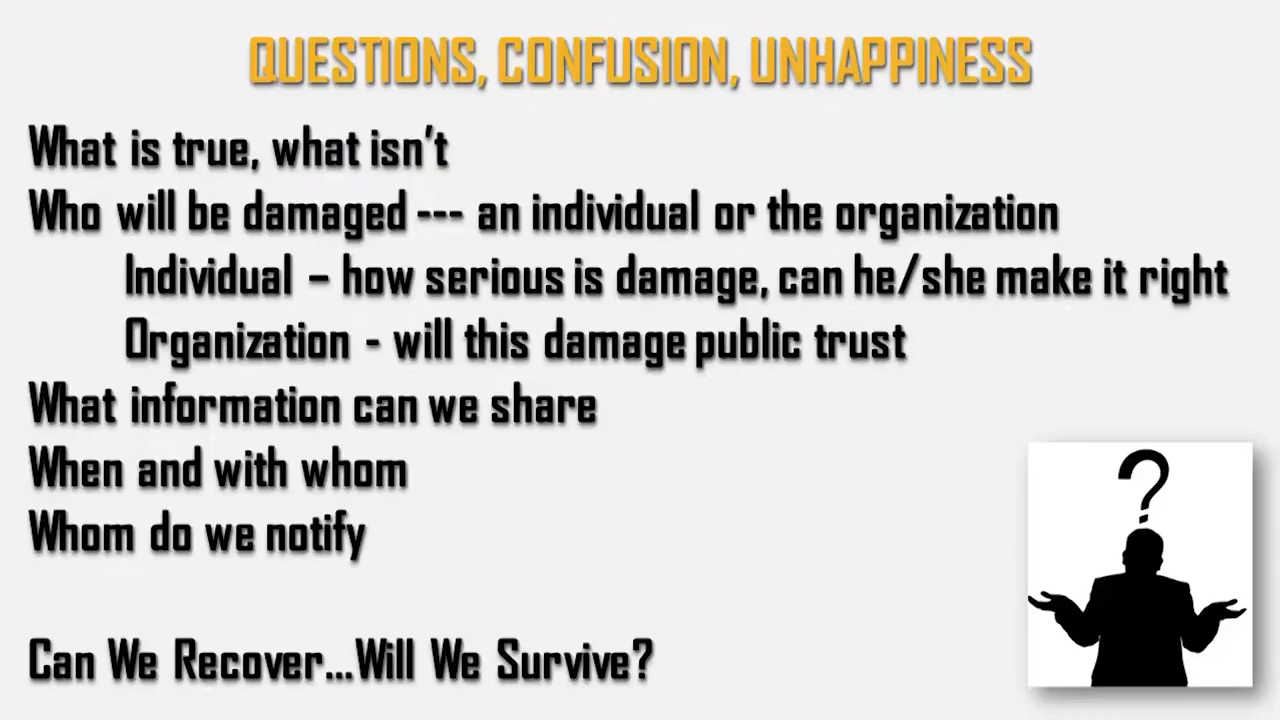 QUESTIONS, CONFUSION, UNHAPPINESS
What is true, what isn’t
Who will be damaged --- an individual or the organization
Individual – how serious is damage, can he/she make it right
Organization - will this damage public trust
What information can we share
When and with whom
Whom do we notify
Can We Recover...Will We Survive?
?